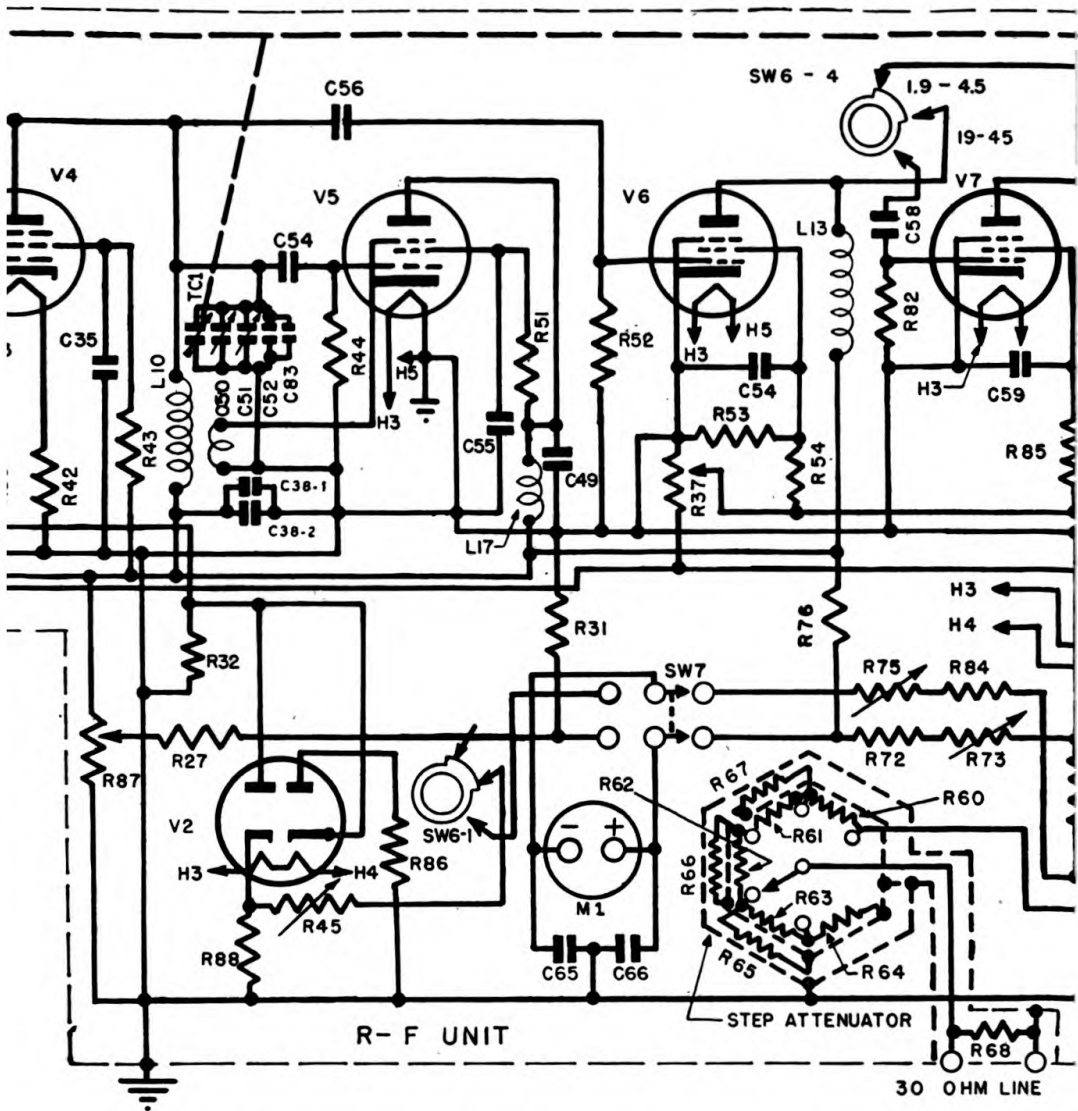 SW6 - 4
1.9 - 4.5
19-45
C56
V4
V5
V6
V7
L13
C58
C54
TC1
C35
L10
C50
C51
C52
C83
R44
R51
R52
R82
H5
H3
H3
H5
C54
H3
C59
R42
R43
C38-1
C38-2
C55
C49
R53
R37
R54
R85
L17
R32
R31
R76
H3
H4
SW7
R75
R84
R87
R27
R72
R73
V2
SW6-1
R62
R67
R60
R61
H3
H4
R86
R66
R63
R45
M1
- +
R88
C65
C66
R65
R64
R-F UNIT
STEP ATTENUATOR
R68
30 OHM LINE